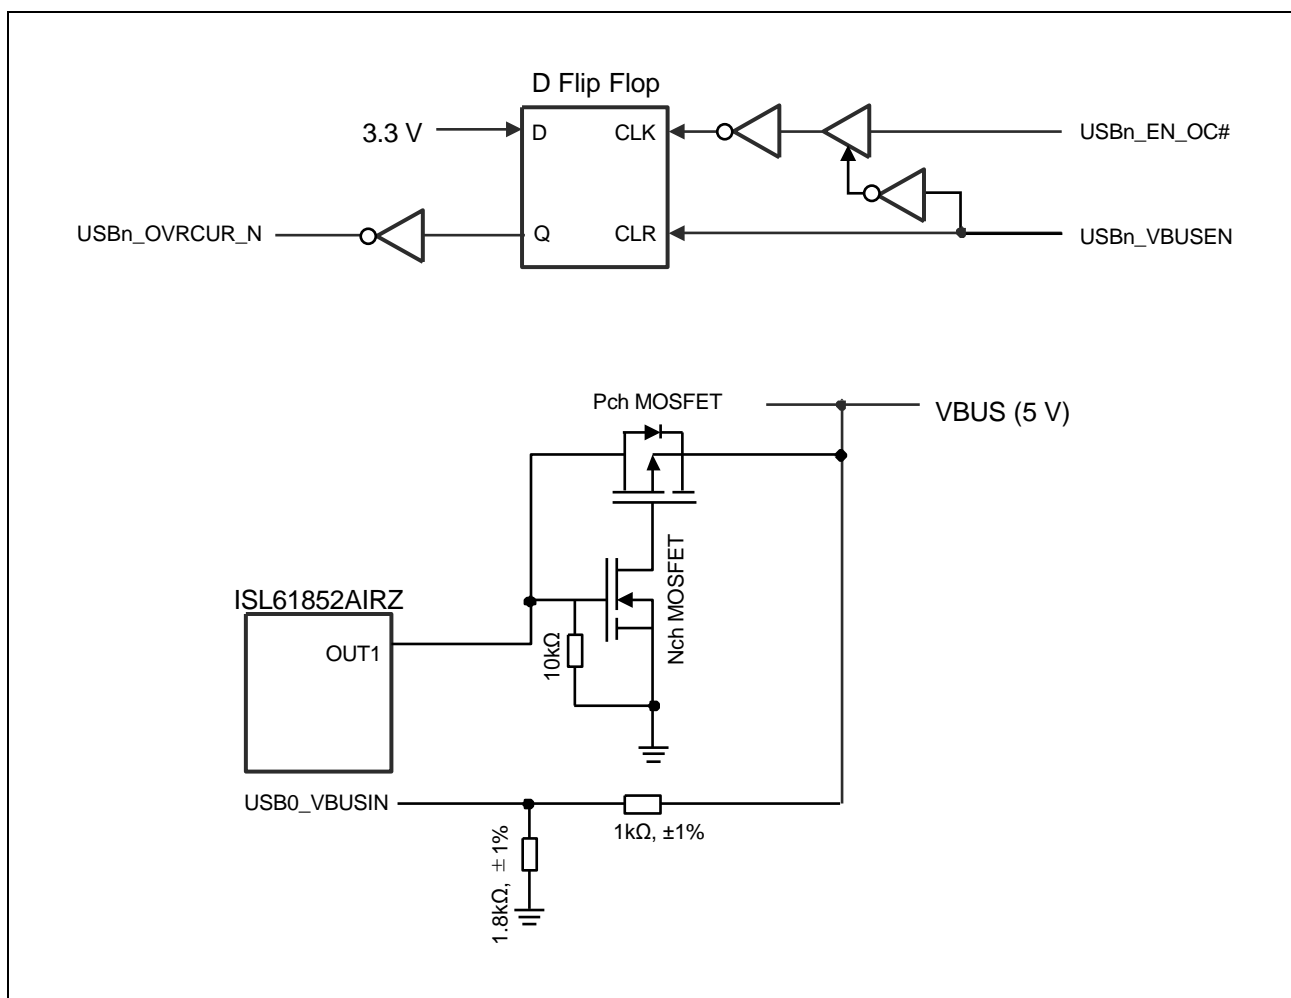 D Flip Flop
3.3 V
D
CLK
USBn_EN_OC#
USBn_OVRCUR_N
Q
CLR
USBn_VBUSEN
Pch MOSFET
VBUS (5 V)
Nch MOSFET
ISL61852AIRZ
OUT1
10kΩ
USB0_VBUSIN
1kΩ, ±1%
1.8kΩ, ±1%